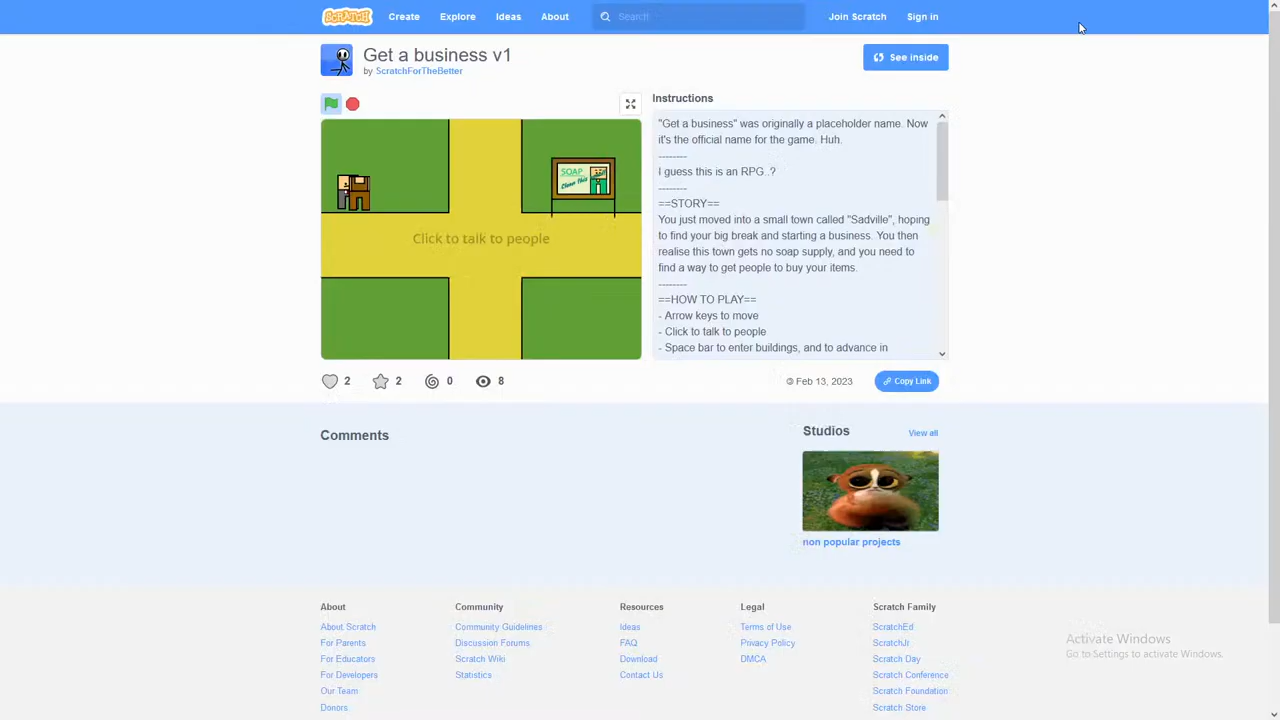 SCRATCH
Create
Explore
Ideas
About
Search
Join Scratch
Sign in
Get a business v1
by ScratchForTheBetter
See inside
Instructions
SOAP
Click to talk to people
"Get a business" was originally a placeholder name. Now
it's the official name for the game. Huh.
--------
I guess this is an RPG..?
--------
==STORY==
You just moved into a small town called "Sadville", hoping
to find your big break and starting a business. You then
realise this town gets no soap supply, and you need to
find a way to get people to buy your items.
--------
==HOW TO PLAY==
- Arrow keys to move
- Click to talk to people
- Space bar to enter buildings, and to advance in
2
2
0
8
© Feb 13, 2023
Copy Link
Comments
Studios
View all
non popular projects
About
About Scratch
For Parents
For Educators
For Developers
Our Team
Donors
Community
Community Guidelines
Discussion Forums
Scratch Wiki
Statistics
Resources
Ideas
FAQ
Download
Contact Us
Legal
Terms of Use
Privacy Policy
DMCA
Scratch Family
ScratchEd
ScratchJr
Scratch Day
Scratch Conference
Scratch Foundation
Scratch Store
Activate Windows
Go to Settings to activate Windows.